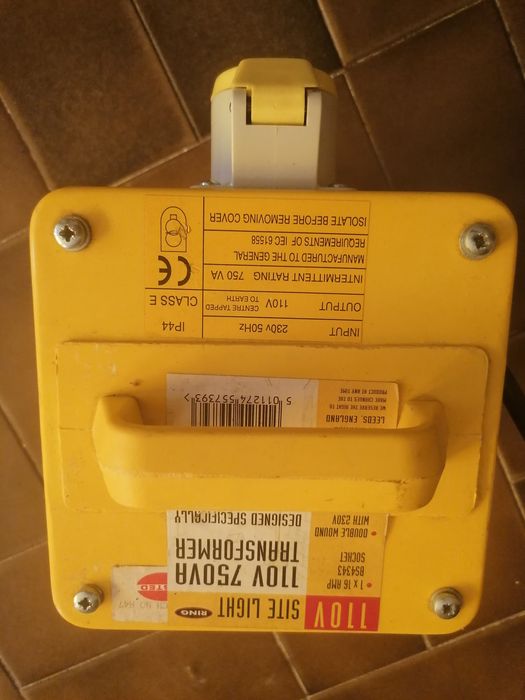 110V SITE LIGHT RING
• 1 x 16 AMP
BS4343
SOCKET
• DOUBLE WOUND
WITH 230V
110V 750VA
TRANSFORMER
DESIGNED SPECIFICALLY
LEEDS, ENGLAND
WE RESERVE THE RIGHT TO
MAKE CHANGES TO THE
PRODUCT AT ANY TIME
5 011274 557393 >
INPUT 230v 50Hz IP44
OUTPUT 110V CENTRE TAPPED TO EARTH CLASS E
INTERMITTENT RATING 750 VA CE
MANUFACTURED TO THE GENERAL
REQUIREMENTS OF IEC 61558
ISOLATE BEFORE REMOVING COVER